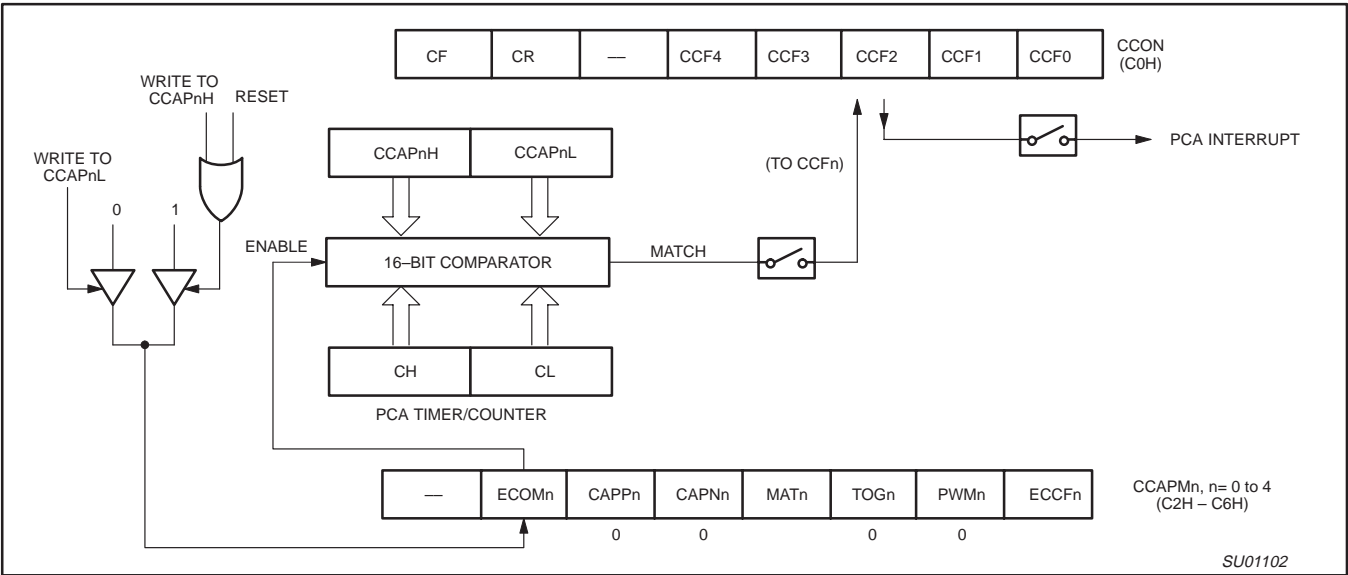 CF CR — CCF4 CCF3 CCF2 CCF1 CCF0
CCON
(C0H)
WRITE TO
CCAPnH
RESET
CCAPnH CCAPnL
PCA INTERRUPT
(TO CCFn)
WRITE TO
CCAPnL
0 1
ENABLE
16–BIT COMPARATOR
MATCH
CH CL
PCA TIMER/COUNTER
— ECOMn CAPPn CAPNn MATn TOGn PWMn ECCFn
CCAPMn, n= 0 to 4
(C2H – C6H)
0 0 0 0
SU01102